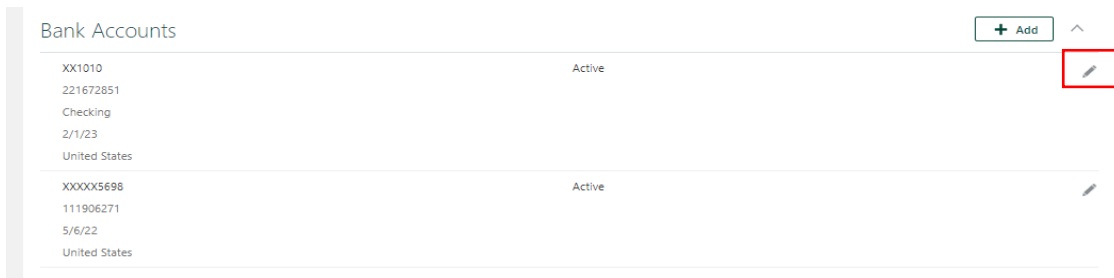 Bank Accounts
+ Add
XX1010 Active
221672851
Checking
2/1/23
United States
XXXXX5698 Active
111906271
5/6/22
United States